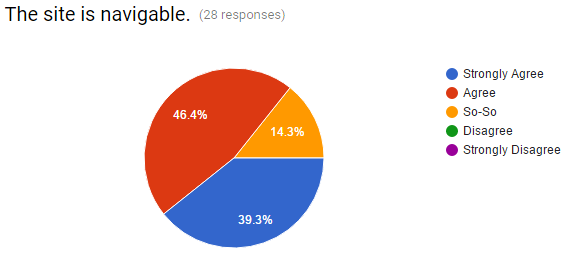 The site is navigable. (28 responses)
46.4%
14.3%
39.3%
Strongly Agree
Agree
So-So
Disagree
Strongly Disagree